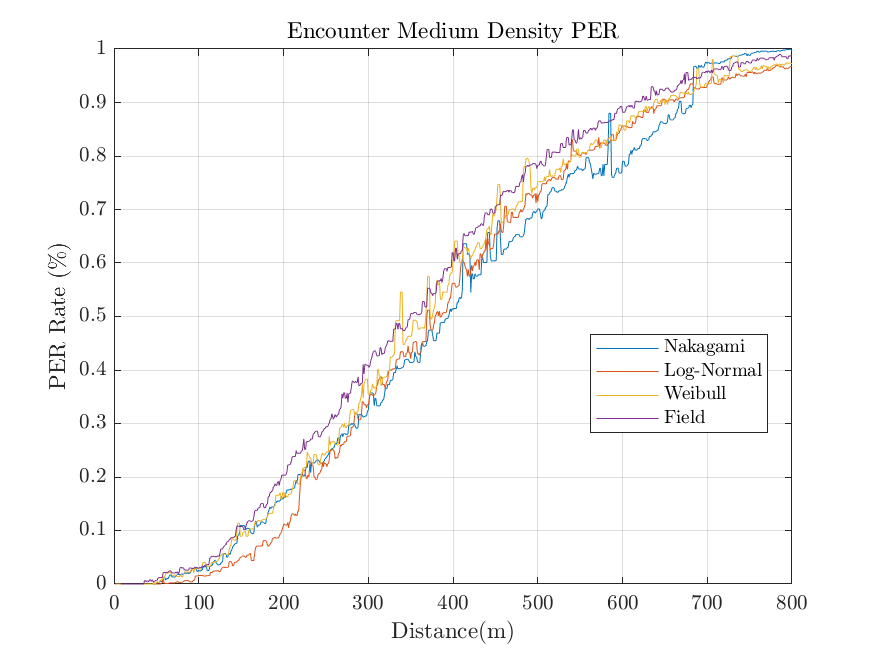 Encounter Medium Density PER
1
0.9
0.8
0.7
0.6
0.5
0.4
0.3
0.2
0.1
0
PER Rate (%)
Nakagami
Log-Normal
Weibull
Field
0 100 200 300 400 500 600 700 800
Distance(m)